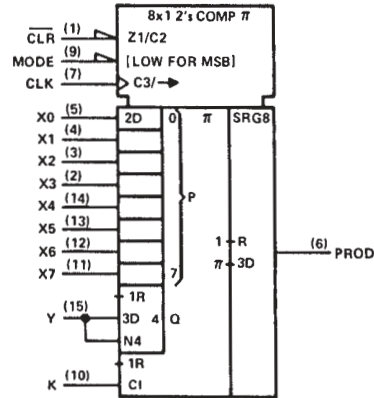 8x1 2's COMP π
CLR (1) Z1/C2
MODE (9) [LOW FOR MSB]
CLK (7) C3/→
X0 (5) 2D 0 π SRG8
X1 (4)
X2 (3)
X3 (2)
P
X4 (14)
X5 (13)
X6 (12) 1 R
(6) PROD
X7 (11) 7 π 3D
1R
Y (15) 3D 4 Q
N4
1R
K (10) CI